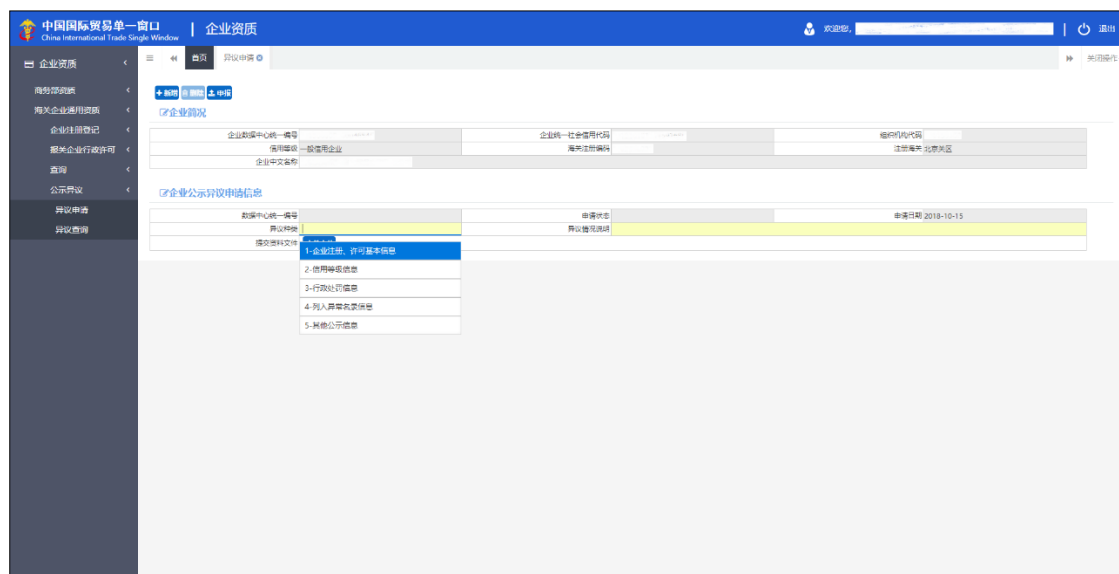 中国国际贸易单一窗口 | 企业资质
China International Trade Single Window
欢迎您,
退出
企业资质
首页 异议申请
关闭操作
商务部资质
海关企业通用资质
企业注册登记
报关企业行政许可
查询
公示异议
异议申请
异议查询
新增 删除 申报
企业简况
企业数据中心统一编号 企业统一社会信用代码 组织机构代码
信用等级 一般信用企业 海关注册编码 注册海关 北京关区
企业中文名称
企业公示异议申请信息
数据中心统一编号 申请状态 申请日期 2018-10-15
异议种类 异议情况说明
提交资料文件
1-企业注册、许可基本信息
2-信用等级信息
3-行政处罚信息
4-列入异常名录信息
5-其他公示信息